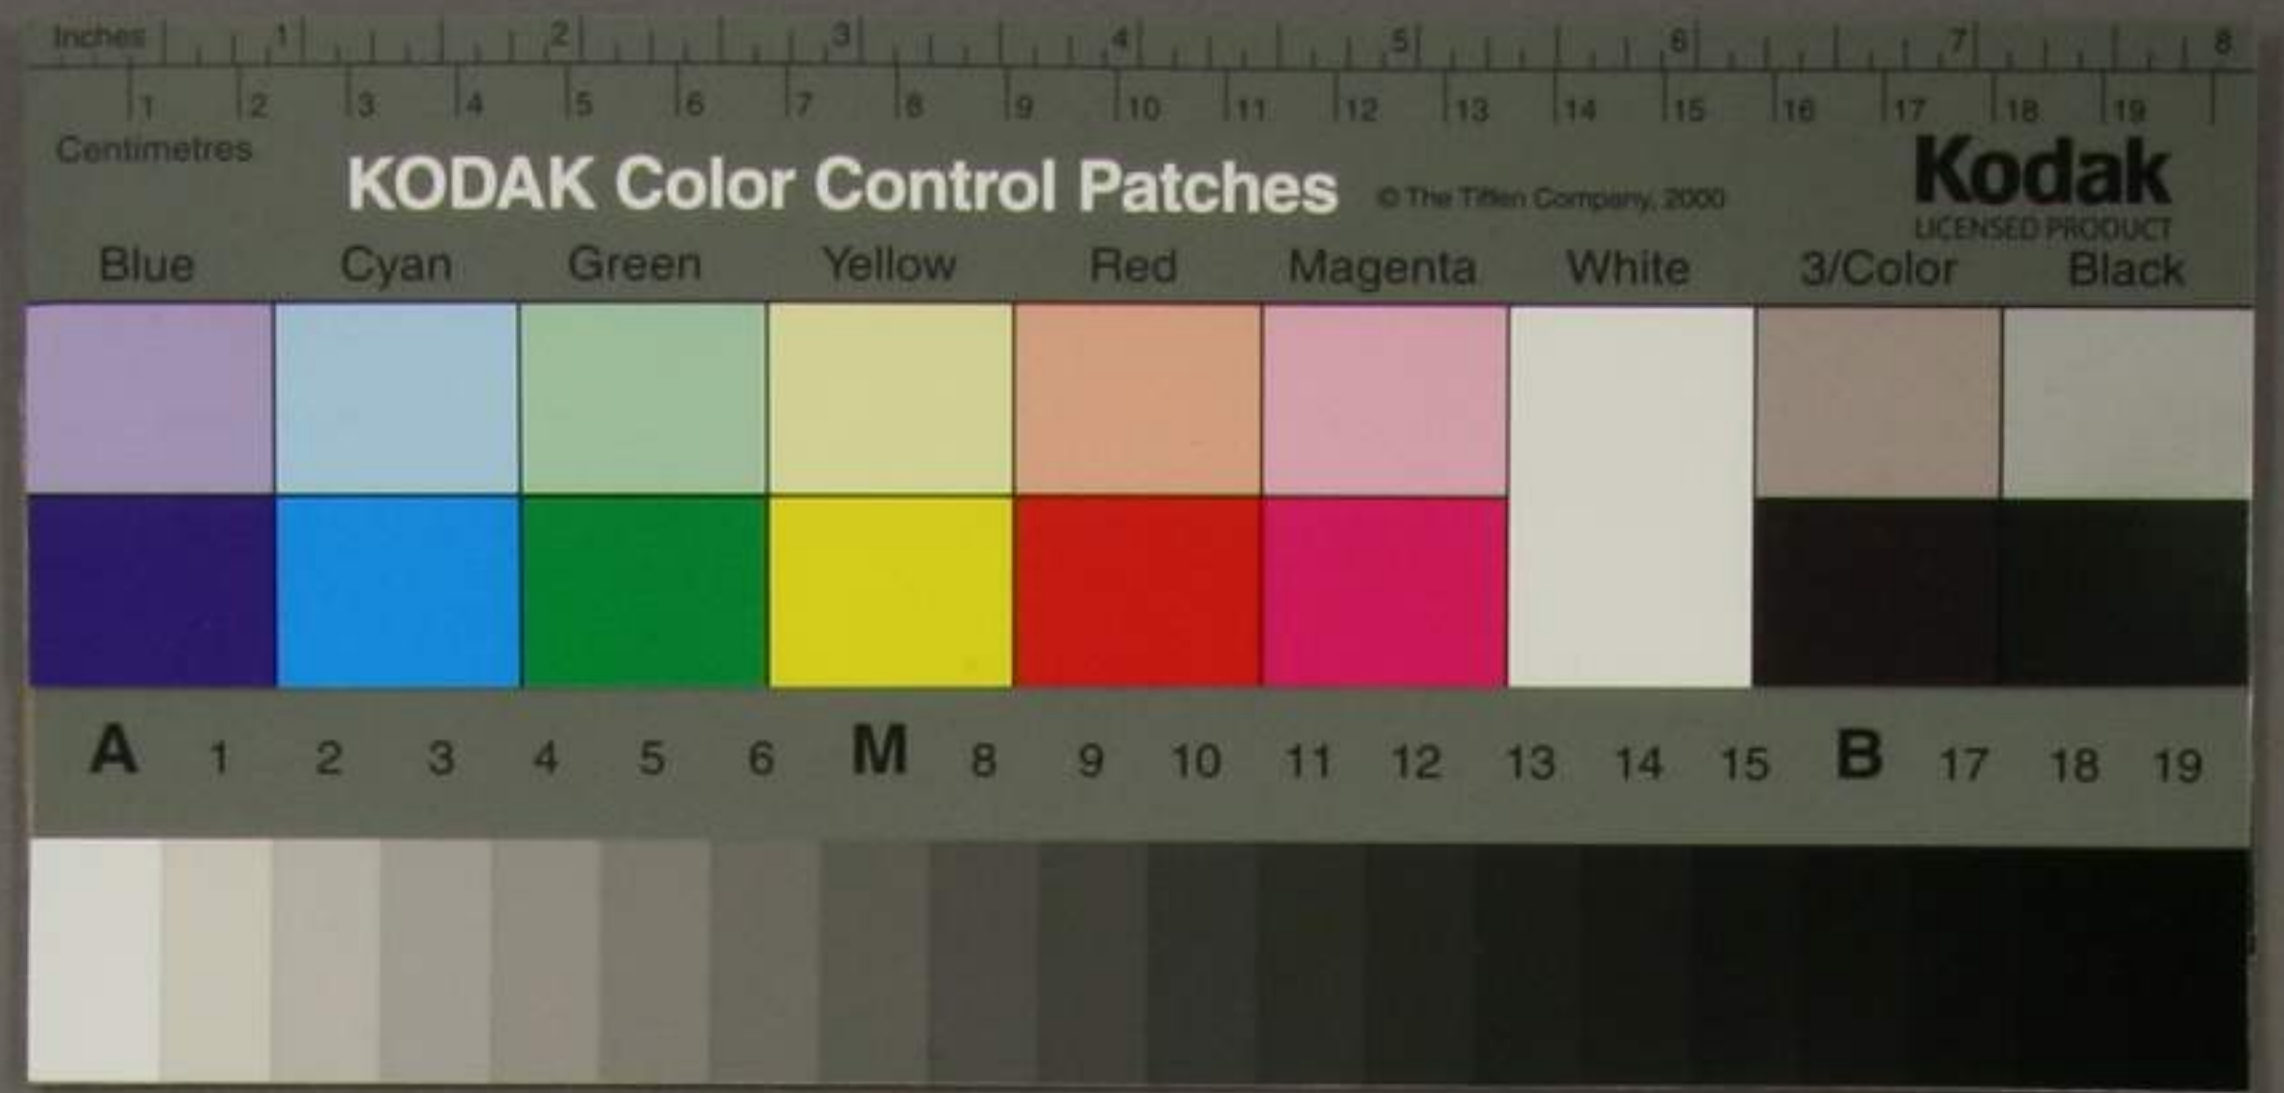 Inches 1 2 3 4 5 6 7 8
1 2 3 4 5 6 7 8 9 10 11 12 13 14 15 16 17 18 19
Centimetres
KODAK Color Control Patches © The Tiffen Company, 2000 Kodak
LICENSED PRODUCT
Blue Cyan Green Yellow Red Magenta White 3/Color Black
A 1 2 3 4 5 6 M 8 9 10 11 12 13 14 15 B 17 18 19